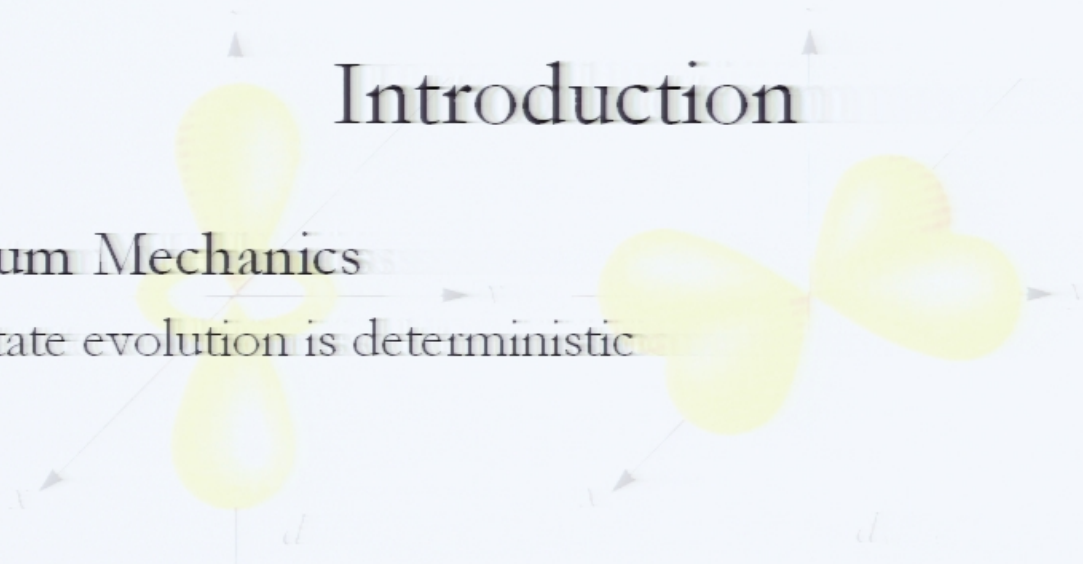 Introduction
um Mechanics
tate evolution is deterministic